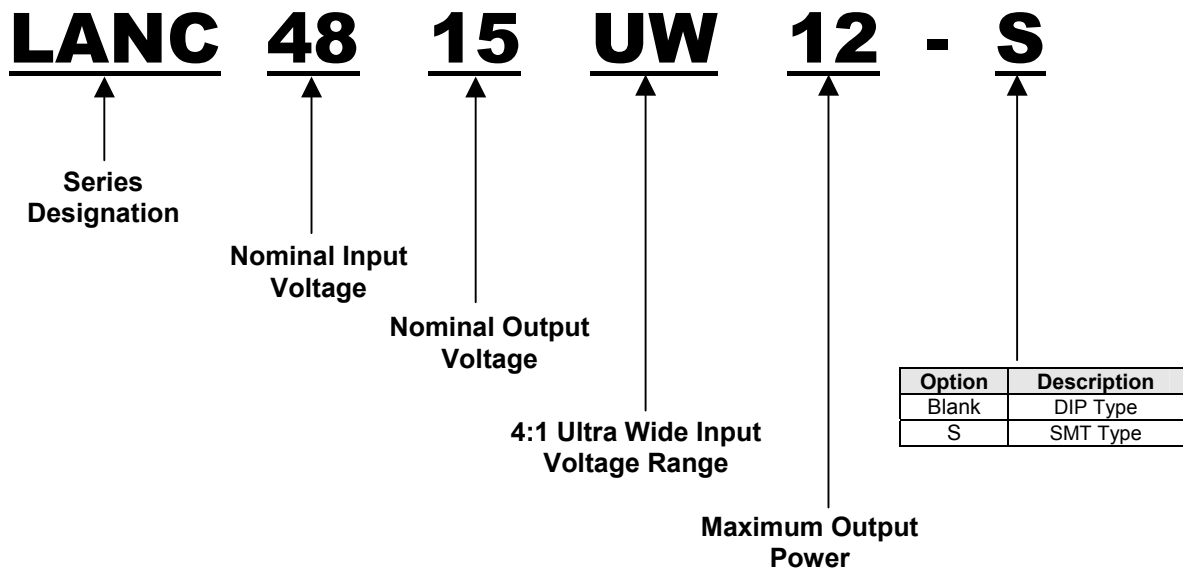 LANC 48 15 UW 12 - S
Series
Designation
Nominal Input
Voltage
Nominal Output
Voltage
4:1 Ultra Wide Input
Voltage Range
Maximum Output
Power
Option Description
Blank DIP Type
S SMT Type